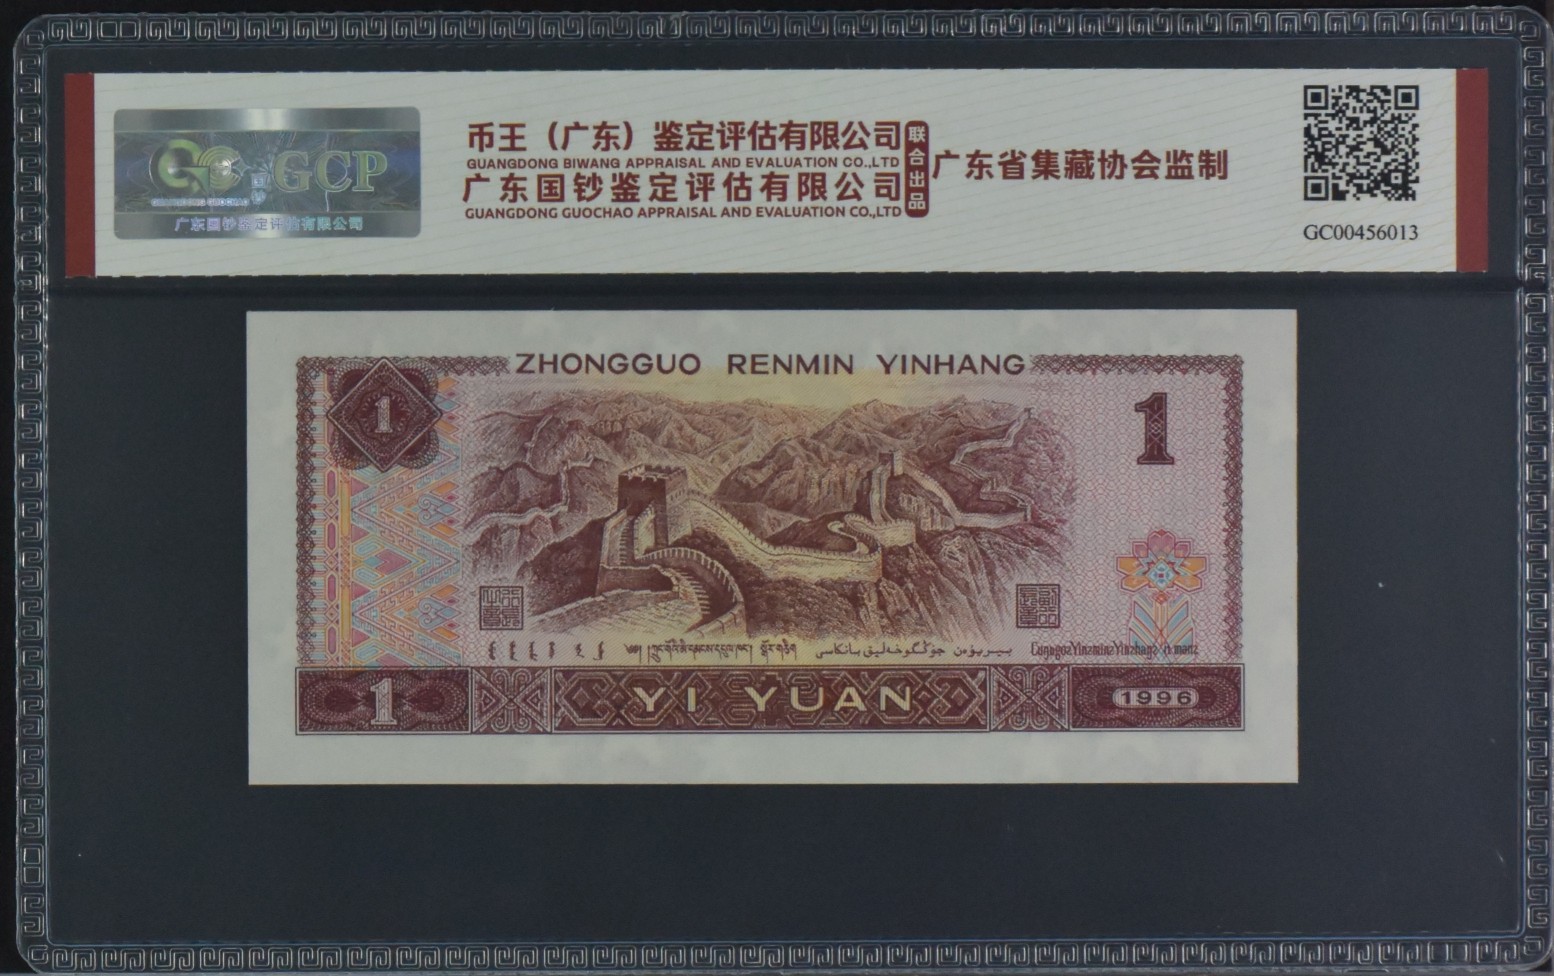 币王（广东）鉴定评估有限公司
GUANGDONG BIWANG APPRAISAL AND EVALUATION CO.,LTD
广东国钞鉴定评估有限公司
GUANGDONG GUOCHAO APPRAISAL AND EVALUATION CO.,LTD
联合出品
广东省集藏协会监制
GC00456013
GCP
国钞
广东国钞鉴定评估有限公司
ZHONGGUO RENMIN YINHANG
1
1
1
YI YUAN
1996